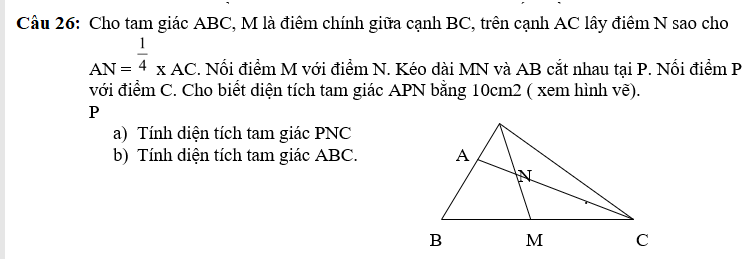 Câu 26: Cho tam giác ABC, M là điêm chính giữa cạnh BC, trên cạnh AC lây điêm N sao cho
AN = 1/4 x AC. Nối điểm M với điểm N. Kéo dài MN và AB cắt nhau tại P. Nối điểm P
với điểm C. Cho biết diện tích tam giác APN bằng 10cm2 ( xem hình vẽ).
P
a) Tính diện tích tam giác PNC
b) Tính diện tích tam giác ABC.
A
N
B M C